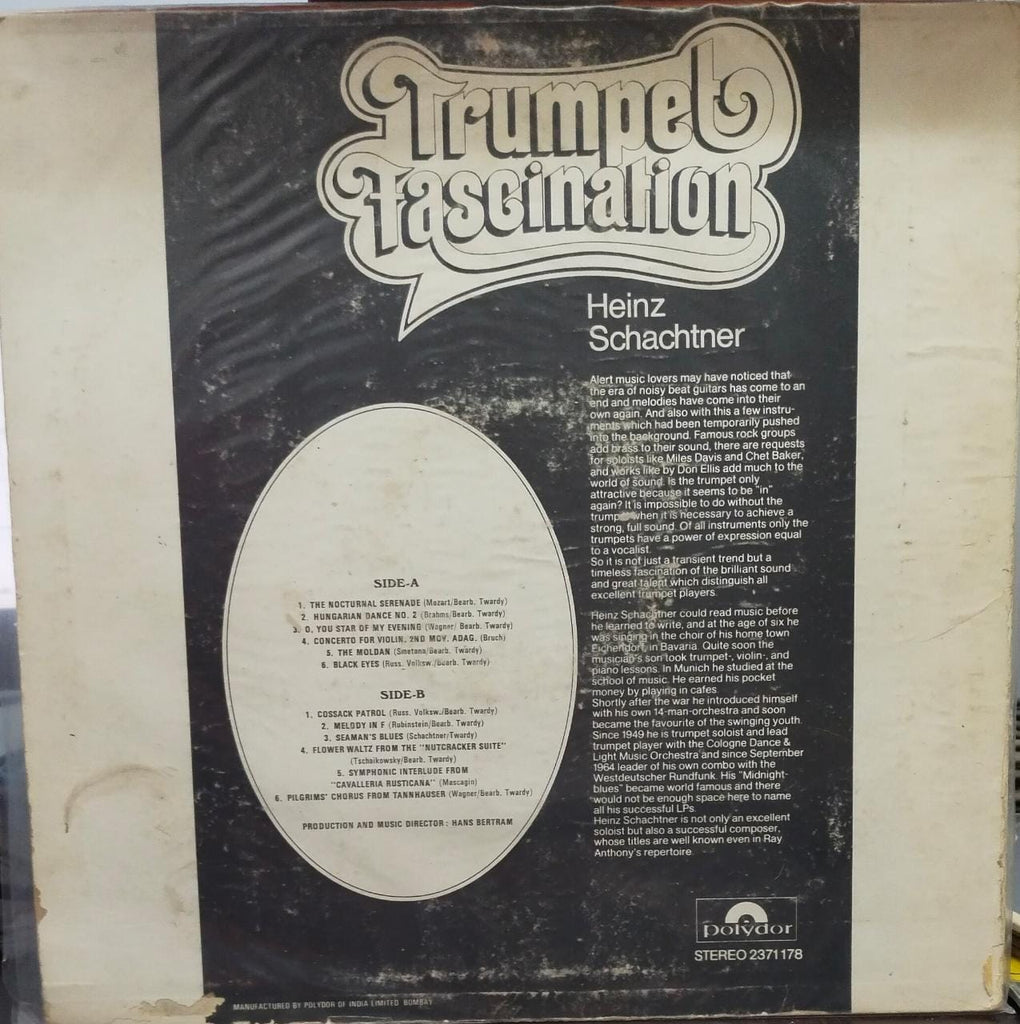 Trumpet
Fascination
Heinz
Schachtner
Alert music lovers may have noticed that
the era of noisy beat guitars has come to an
end and melodies have come into their
own again. And also with this a few instru-
ments which had been temporarily pushed
into the background. Famous rock groups
add brass to their sound, there are requests
for soloists like Miles Davis and Chet Baker,
and works like by Don Ellis add much to the
world of sound. Is the trumpet only
attractive because it seems to be "in"
again? It is impossible to do without the
trumpet when it is necessary to achieve a
strong, full sound. Of all instruments only the
trumpets have a power of expression equal
to a vocalist.
So it is not just a transient trend but a
timeless fascination of the brilliant sound
and great talent which distinguish all
excellent trumpet players.
Heinz Schachtner could read music before
he learned to write, and at the age of six he
was singing in the choir of his home town
Eichendorf, in Bavaria. Quite soon the
musician's son took trumpet-, violin-, and
piano lessons. In Munich he studied at the
school of music. He earned his pocket
money by playing in cafes.
Shortly after the war he introduced himself
with his own 14-man-orchestra and soon
became the favourite of the swinging youth.
Since 1949 he is trumpet soloist and lead
trumpet player with the Cologne Dance &
Light Music Orchestra and since September
1964 leader of his own combo with the
Westdeutscher Rundfunk. His "Midnight-
blues" became world famous and there
would not be enough space here to name
all his successful LPs.
Heinz Schachtner is not only an excellent
soloist but also a successful composer,
whose titles are well known even in Ray
Anthony's repertoire.
SIDE-A
1. THE NOCTURNAL SERENADE (Mozart/Bearb. Twardy)
2. HUNGARIAN DANCE NO. 2 (Brahms/Bearb. Twardy)
3. O, YOU STAR OF MY EVENING (Wagner/ Bearb. Twardy)
4. CONCERTO FOR VIOLIN. 2ND MOV. ADAG. (Bruch)
5. THE MOLDAN (Smetana/Bearb. Twardy)
6. BLACK EYES (Russ. Volksw./Bearb. Twardy)
SIDE-B
1. COSSACK PATROL (Russ. Volksw./Bearb. Twardy)
2. MELODY IN F (Rubinstein/Bearb. Twardy)
3. SEAMAN'S BLUES (Schachtner/Twardy)
4. FLOWER WALTZ FROM THE "NUTCRACKER SUITE"
(Tschaikowsky/Bearb. Twardy)
5. SYMPHONIC INTERLUDE FROM
"CAVALLERIA RUSTICANA" (Mascagin)
6. PILGRIMS' CHORUS FROM TANNHAUSER (Wagner/Bearb. Twardy)
PRODUCTION AND MUSIC DIRECTOR: HANS BERTRAM
polydor
STEREO 2371178
MANUFACTURED BY POLYDOR OF INDIA LIMITED BOMBAY